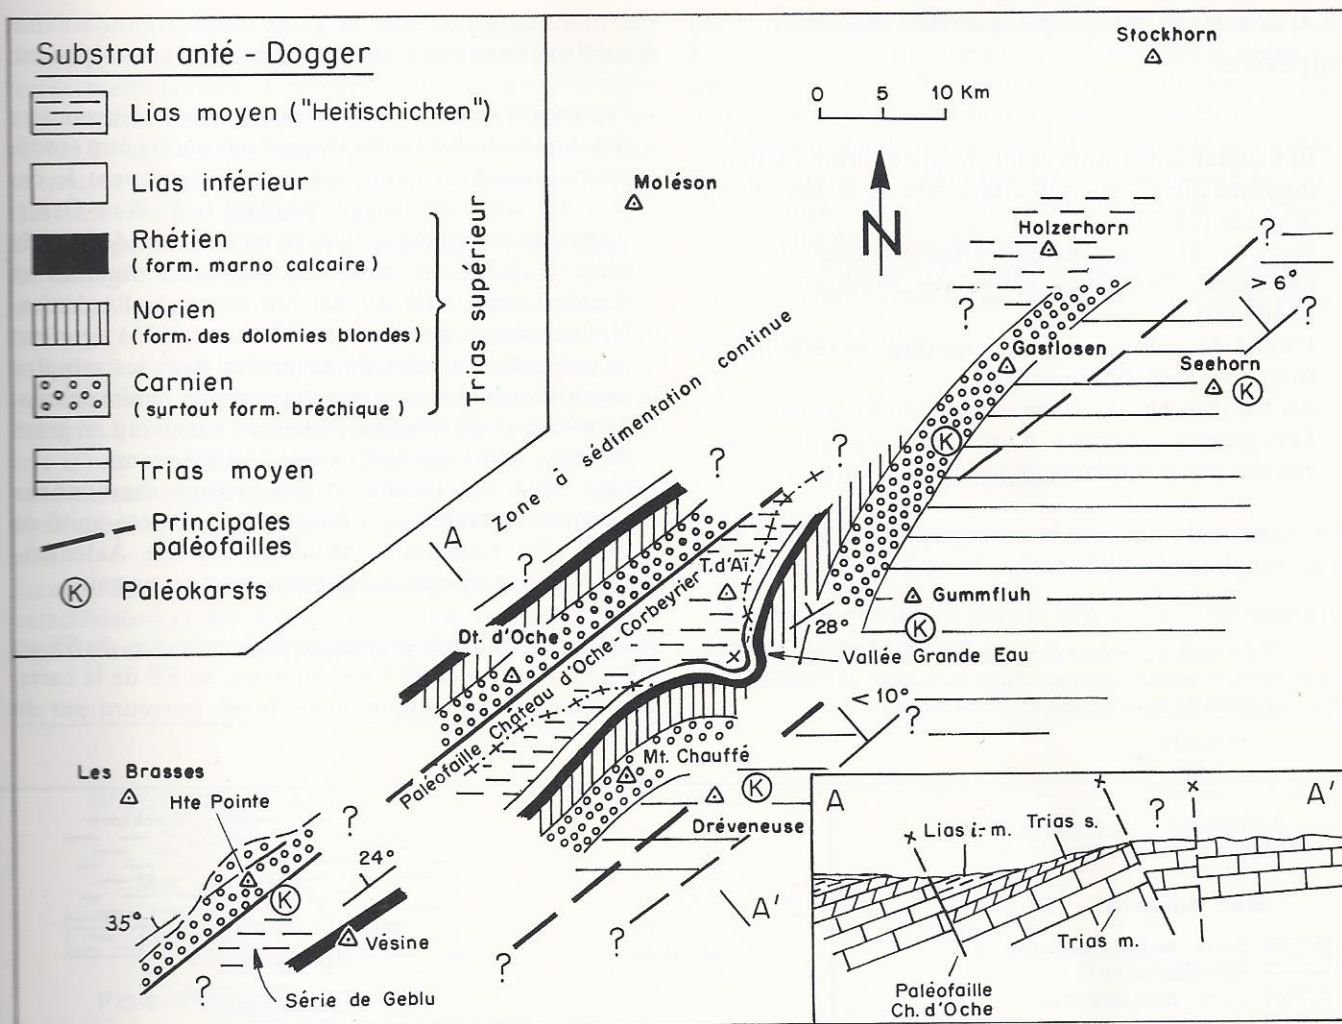 Substrat anté - Dogger
Lias moyen ("Heitischichten")
Lias inférieur
Rhétien
(form. marno calcaire)
Norien
(form. des dolomies blondes)
Carnien
(surtout form. bréchique)
Trias supérieur
Trias moyen
Principales
paléofailles
K Paléokarsts
Stockhorn
0 5 10 Km
N
Moléson
Holzerhorn
?
> 6°
?
?
Gastlosen
Seehorn
K
K
Zone à sédimentation continue
A
?
?
?
T. d'Aï
Dt. d'Oche
Paléofaille Château d'Oche-Corbeyrier
Gummfluh
28°
K
Vallée Grande Eau
< 10°
?
Mt. Chauffé
K
Dréveneuse
Les Brasses
Hte Pointe
?
24°
K
35°
Vésine
?
Série de Geblu
?
?
A'
A
A'
?
Lias i.- m.
Trias s.
Trias m.
Paléofaille
Ch. d'Oche